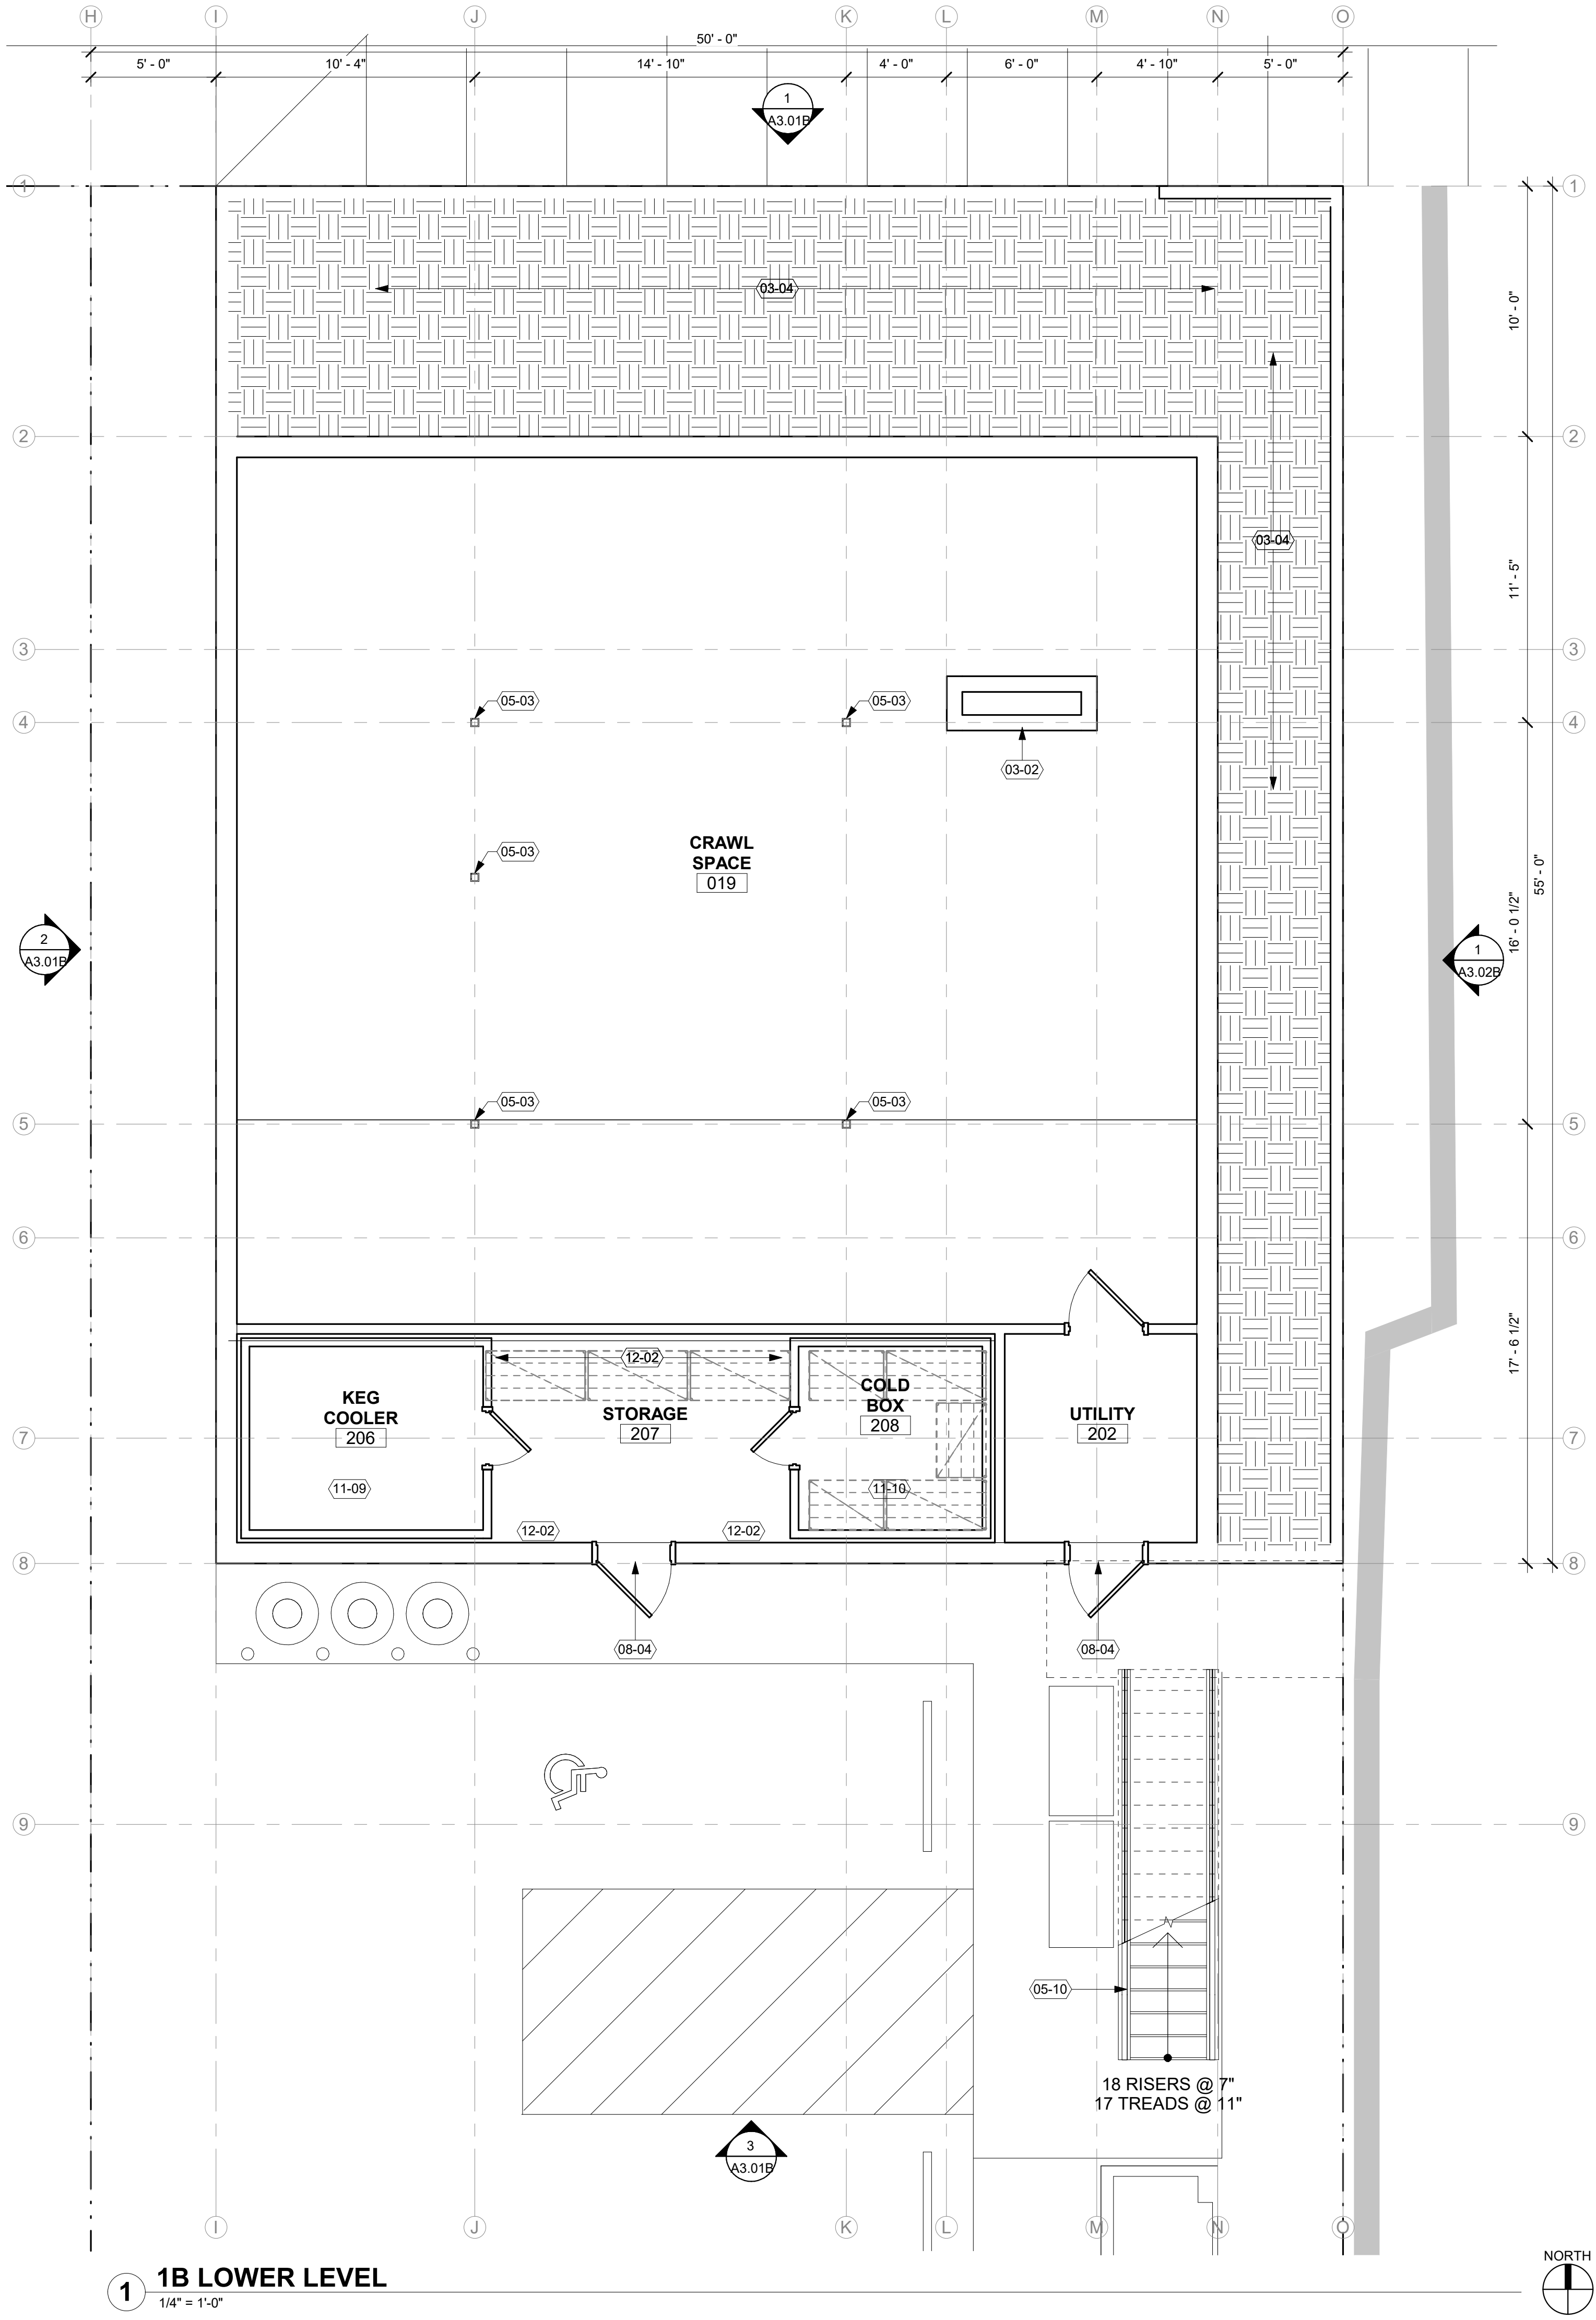 H I J K L M N O
50' - 0"
5' - 0" 10' - 4" 14' - 10" 4' - 0" 6' - 0" 4' - 10" 5' - 0"
1
A3.01B
1 1
03-04
10' - 0"
2 2
03-04
11' - 5"
3 3
05-03 05-03
4 4
03-02
CRAWL
SPACE
019
05-03
55' - 0"
16' - 0 1/2"
2
A3.01B
1
A3.02B
05-03 05-03
5 5
6 6
17' - 6 1/2"
12-02
KEG
COOLER
206
STORAGE
207
COLD
BOX
208
UTILITY
202
7 7
11-09 11-10
12-02 12-02
8 8
08-04 08-04
9 9
05-10
18 RISERS @ 7"
17 TREADS @ 11"
3
A3.01B
I J K L M N O
1 1B LOWER LEVEL
1/4" = 1'-0"
NORTH